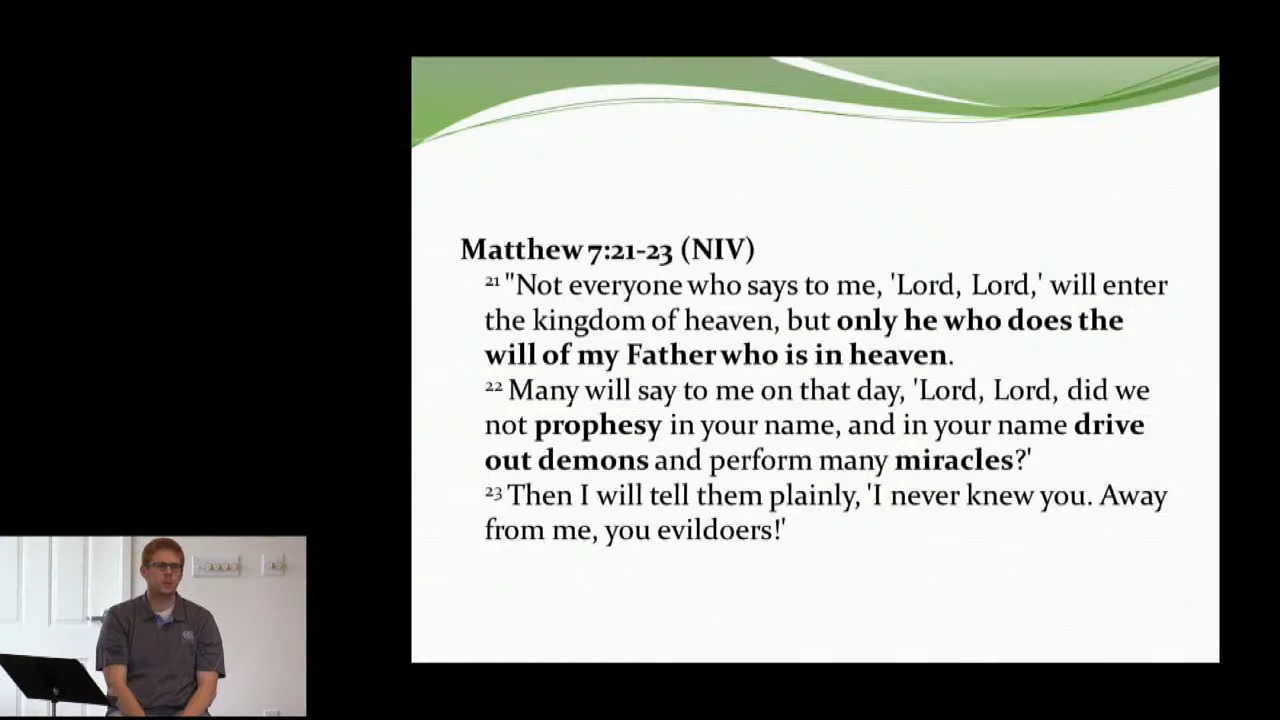 Matthew 7:21-23 (NIV)
21 "Not everyone who says to me, 'Lord, Lord,' will enter
the kingdom of heaven, but only he who does the
will of my Father who is in heaven.
22 Many will say to me on that day, 'Lord, Lord, did we
not prophesy in your name, and in your name drive
out demons and perform many miracles?'
23 Then I will tell them plainly, 'I never knew you. Away
from me, you evildoers!'